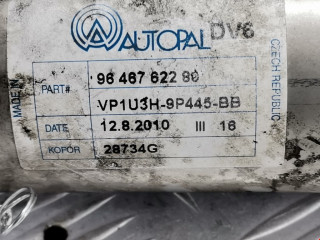 AUTOPAL DV6
MADE IN
CZECH REPUBLIC
PART#
96 467 622 80
VP1U3H-9P445-BB
DATE 12.8.2010 III 16
KOPOR 28734G